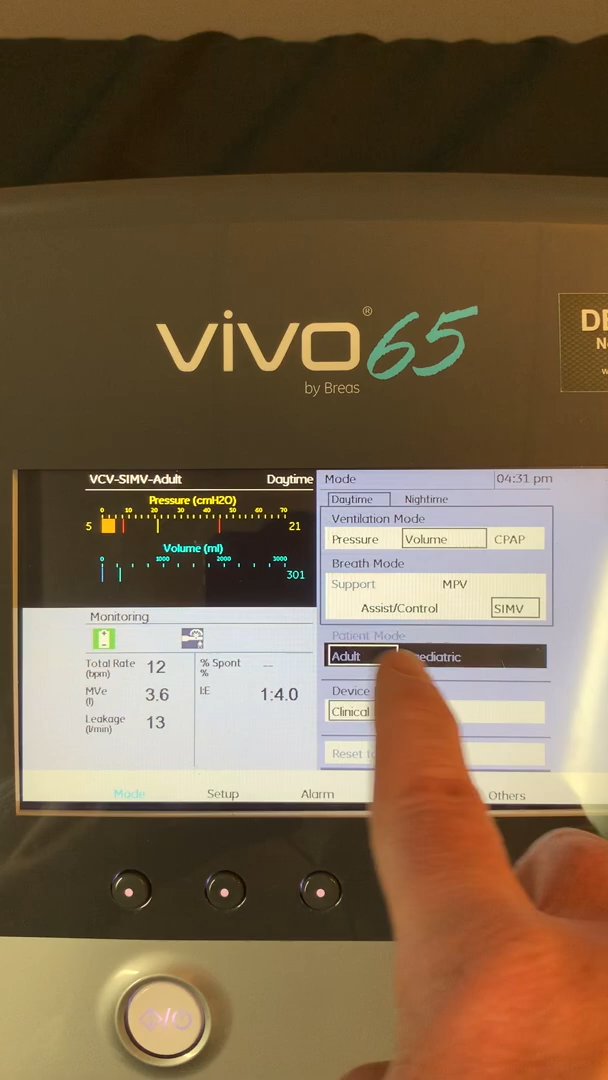 VIVO® 65
by Breas
VCV-SIMV-Adult Daytime
Pressure (cmH2O)
0 10 20 30 40 50 60 70
5 21
Volume (ml)
0 1000 2000 3000
301
Monitoring
Total Rate (bpm) 12
% Spont % --
MVe (l) 3.6
I:E 1:4.0
Leakage (l/min) 13
Mode 04:31 pm
Daytime Nightime
Ventilation Mode
Pressure Volume CPAP
Breath Mode
Support MPV
Assist/Control SIMV
Patient Mode
Adult
Device
Clinical
Reset
Mode Setup Alarm Others